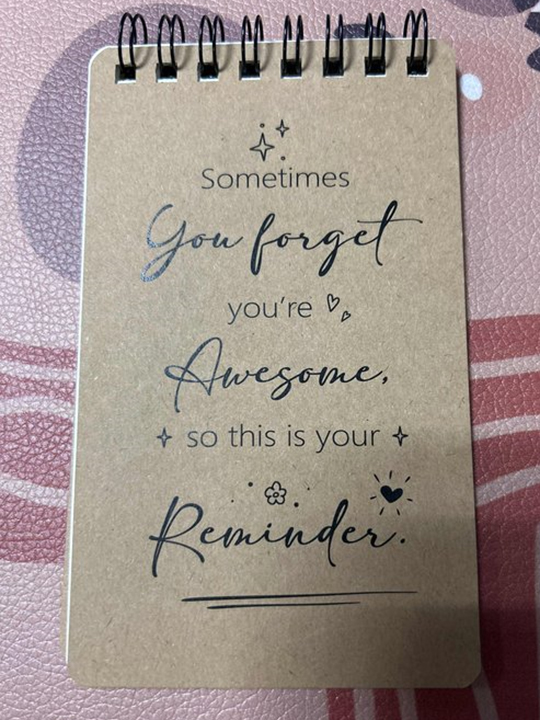 Sometimes
You forget
you're
Awesome,
so this is your
Reminder.